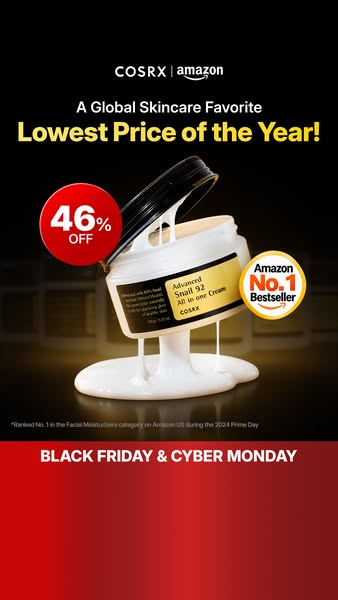 COSRX | amazon
A Global Skincare Favorite
Lowest Price of the Year!
46%
OFF
Advanced
Snail 92
All in one Cream
COSRX
Amazon
No.1
Bestseller
*Ranked No. 1 in the Facial Moisturizers category on Amazon US during the 2024 Prime Day
BLACK FRIDAY & CYBER MONDAY